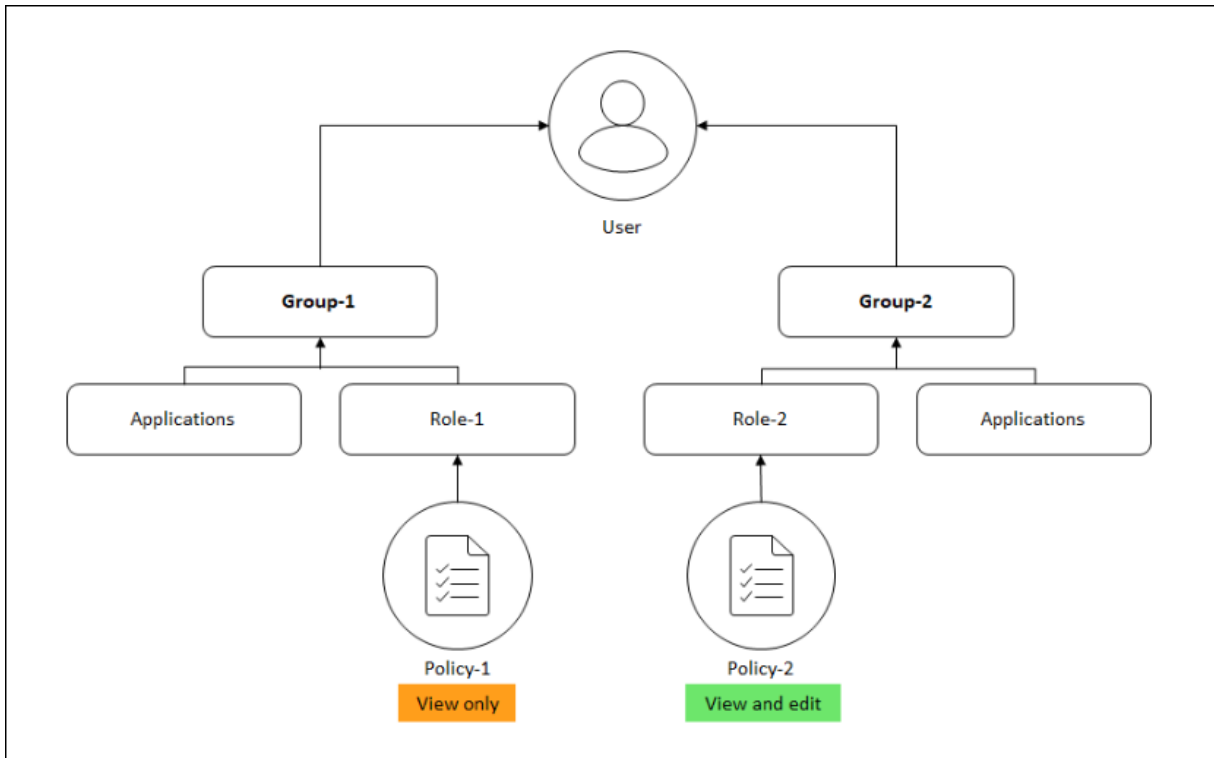 User
Group-1
Group-2
Applications
Role-1
Role-2
Applications
Policy-1
Policy-2
View only
View and edit